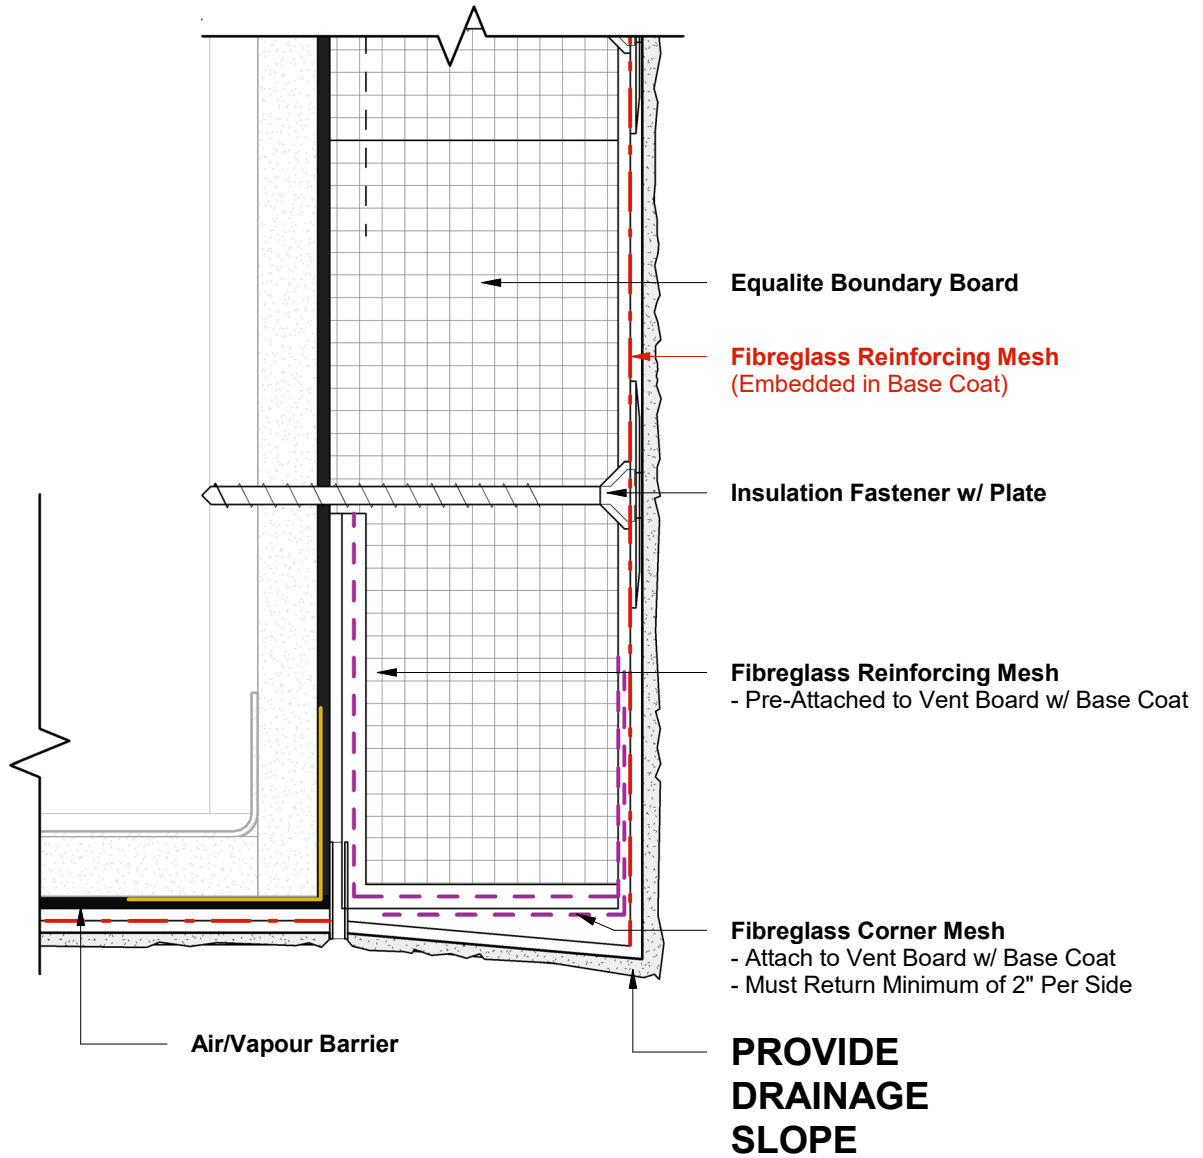 Equalite Boundary Board
Fibreglass Reinforcing Mesh
(Embedded in Base Coat)
Insulation Fastener w/ Plate
Fibreglass Reinforcing Mesh
- Pre-Attached to Vent Board w/ Base Coat
Fibreglass Corner Mesh
- Attach to Vent Board w/ Base Coat
- Must Return Minimum of 2" Per Side
Air/Vapour Barrier
PROVIDE
DRAINAGE
SLOPE